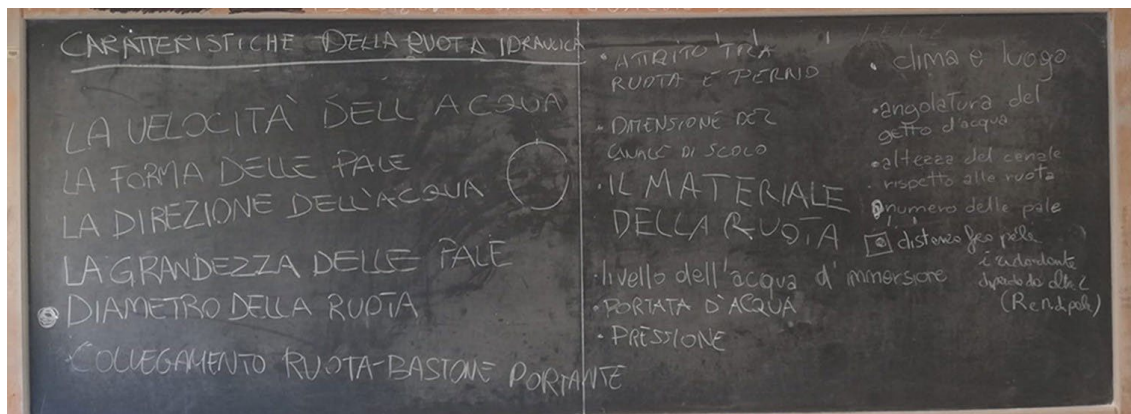 CARATTERISTICHE DELLA RUOTA IDRAULICA
LA VELOCITÀ DELL'ACQUA
LA FORMA DELLE PALE
LA DIREZIONE DELL'ACQUA
LA GRANDEZZA DELLE PALE
DIAMETRO DELLA RUOTA
COLLEGAMENTO RUOTA-BASTONE PORTANTE
• ATTRITO TRA
RUOTA E PERNO
• DIMENSIONE DEL
CANALE DI SCOLO
• IL MATERIALE
DELLA RUOTA
• livello dell'acqua d'immersione
• PORTATA D'ACQUA
• PRESSIONE
• clima e luogo
• angolatura del
getto d'acqua
• altezza del canale
rispetto alla ruota
numero delle pale
distanza pale
è ridondante